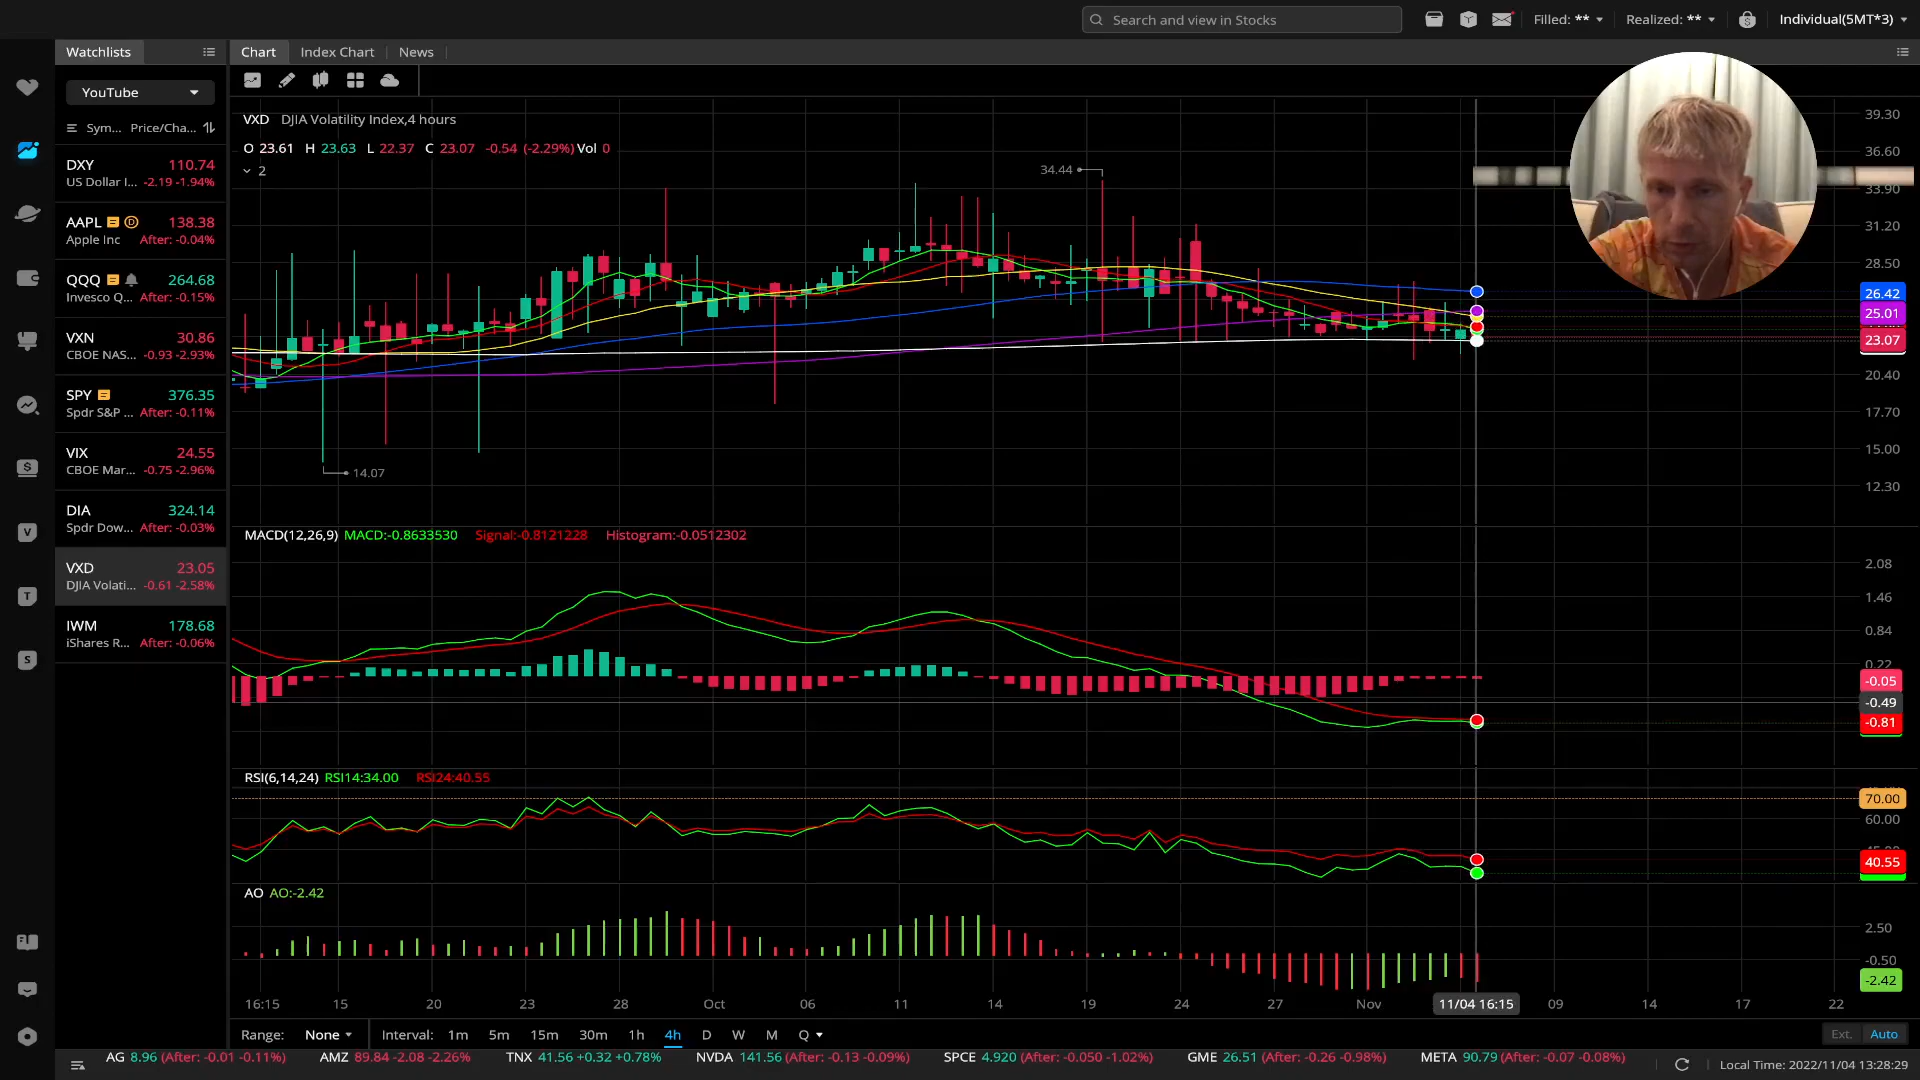 Search and view in Stocks
Filled: **
Realized: **
Individual(5MT*3)
Watchlists
Chart
Index Chart
News
YouTube
Sym... Price/Cha...
DXY 110.74
US Dollar I... -2.19 -1.94%
AAPL D 138.38
Apple Inc After: -0.04%
QQQ 264.68
Invesco Q... After: -0.15%
VXN 30.86
CBOE NAS... -0.93 -2.93%
SPY 376.35
Spdr S&P ... After: -0.11%
VIX 24.55
CBOE Mar... -0.75 -2.96%
DIA 324.14
Spdr Dow... After: -0.03%
VXD 23.05
DJIA Volati... -0.61 -2.58%
IWM 178.68
iShares R... After: -0.06%
VXD DJIA Volatility Index,4 hours
O 23.61 H 23.63 L 22.37 C 23.07 -0.54 (-2.29%) Vol 0
2
34.44
14.07
39.30
36.60
33.90
31.20
28.50
26.42
25.01
23.07
20.40
17.70
15.00
12.30
MACD(12,26,9) MACD:-0.8633530 Signal:-0.8121228 Histogram:-0.0512302
2.08
1.46
0.84
0.22
-0.05
-0.49
-0.81
RSI(6,14,24) RSI14:34.00 RSI24:40.55
70.00
60.00
40.55
AO AO:-2.42
2.50
-0.50
-2.42
16:15 15 20 23 28 Oct 06 11 14 19 24 27 Nov 11/04 16:15 09 14 17 22
Range: None Interval: 1m 5m 15m 30m 1h 4h D W M Q
Ext. Auto
AG 8.96 (After: -0.01 -0.11%) AMZ 89.84 -2.08 -2.26% TNX 41.56 +0.32 +0.78% NVDA 141.56 (After: -0.13 -0.09%) SPCE 4.920 (After: -0.050 -1.02%) GME 26.51 (After: -0.26 -0.98%) META 90.79 (After: -0.07 -0.08%)
Local Time: 2022/11/04 13:28:29